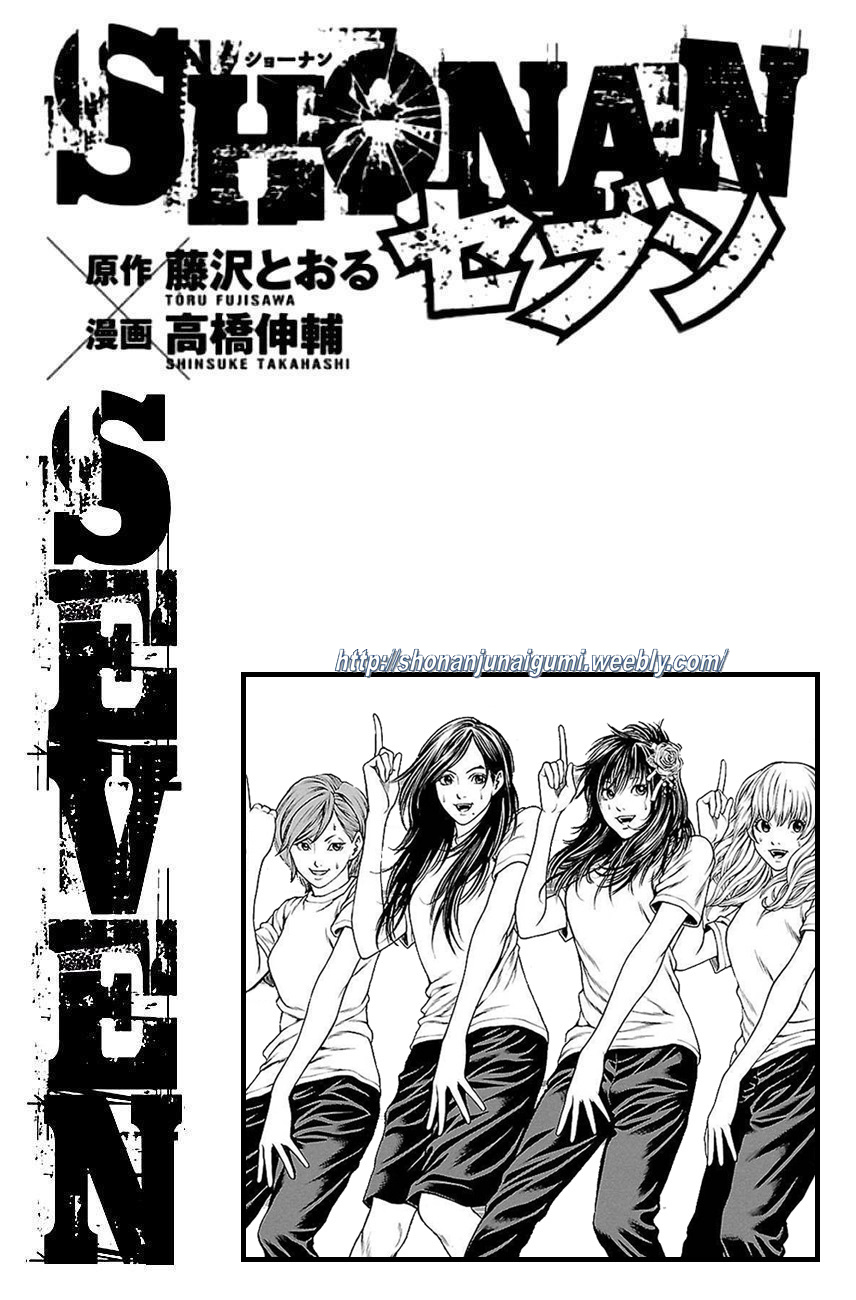 ショーナン
SHONAN
セブン
原作 藤沢とおる
TŌRU FUJISAWA
漫画 高橋伸輔
SHINSUKE TAKAHASHI
SEVEN
http://shonanjunaigumi.weebly.com/